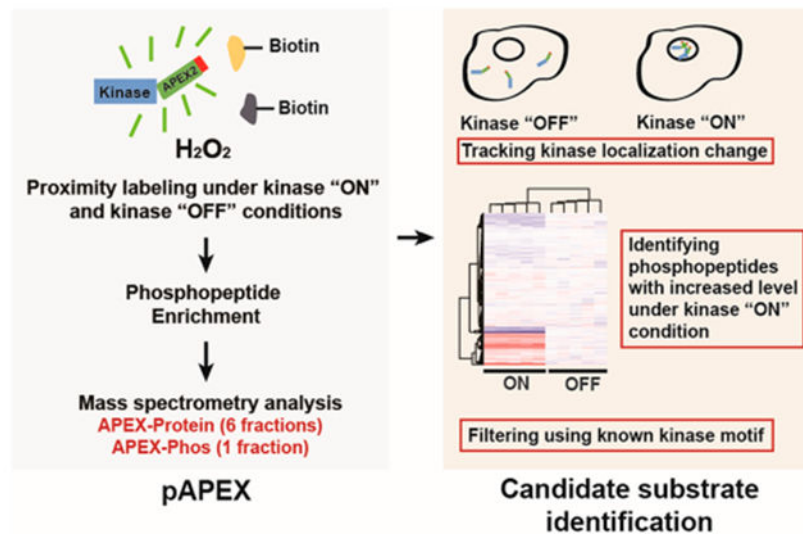 Kinase
APEX2
Biotin
Biotin
H₂O₂
Proximity labeling under kinase “ON”
and kinase “OFF” conditions
Phosphopeptide
Enrichment
Mass spectrometry analysis
APEX-Protein (6 fractions)
APEX-Phos (1 fraction)
pAPEX
Kinase “OFF”
Kinase “ON”
Tracking kinase localization change
Identifying
phosphopeptides
with increased level
under kinase “ON”
condition
ON
OFF
Filtering using known kinase motif
Candidate substrate
identification